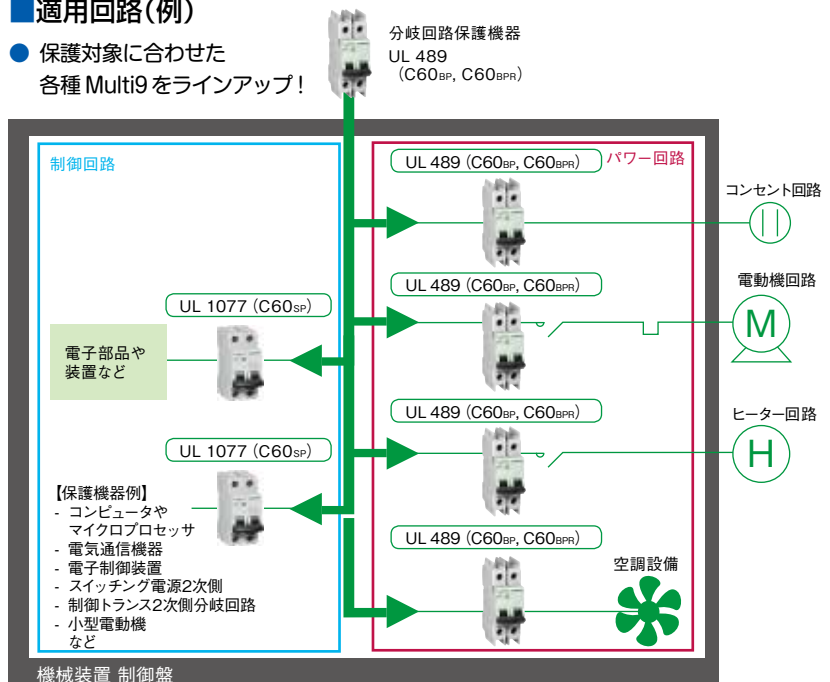 ■適用回路(例)
● 保護対象に合わせた
各種 Multi9 をラインアップ！
分岐回路保護機器
UL 489
（C60BP, C60BPR）
制御回路
UL 1077（C60SP）
電子部品や
装置など
UL 1077（C60SP）
【保護機器例】
- コンピュータや
マイクロプロセッサ
- 電気通信機器
- 電子制御装置
- スイッチング電源2次側
- 制御トランス2次側分岐回路
- 小型電動機
など
パワー回路
UL 489（C60BP, C60BPR）
コンセント回路
UL 489（C60BP, C60BPR）
電動機回路
M
UL 489（C60BP, C60BPR）
ヒーター回路
H
UL 489（C60BP, C60BPR）
空調設備
機械装置 制御盤